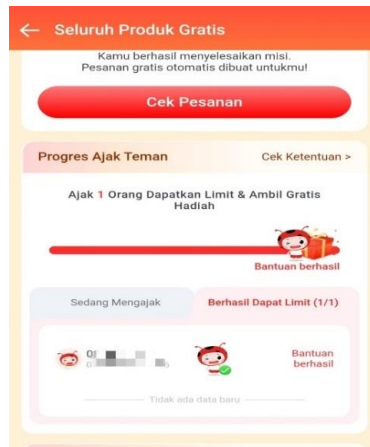 Seluruh Produk Gratis
Kamu berhasil menyelesaikan misi.
Pesanan gratis otomatis dibuat untukmu!
Cek Pesanan
Progres Ajak Teman
Cek Ketentuan >
Ajak 1 Orang Dapatkan Limit & Ambil Gratis
Hadiah
Bantuan berhasil
Sedang Mengajak
Berhasil Dapat Limit (1/1)
Bantuan
berhasil
Tidak ada data baru